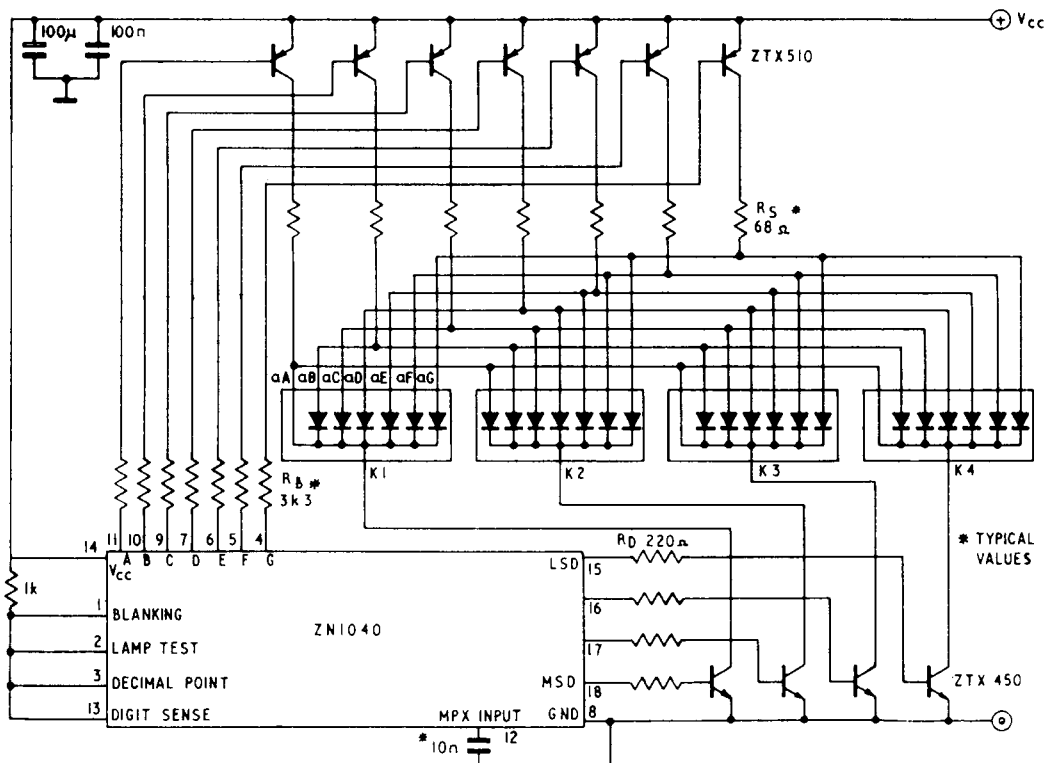 100μ
100n
+ Vcc
ZTX510
RS *
68Ω
aA aB aC aD aE aF aG
K1 K2 K3 K4
RB *
3k3
RD 220Ω
* TYPICAL
VALUES
14 11 10 9 7 6 5 4
A B C D E F G
Vcc
LSD 15
1k
1 BLANKING
16
ZN1040
2 LAMP TEST
17
3 DECIMAL POINT
MSD 18
ZTX 450
13 DIGIT SENSE
MPX INPUT
GND 8
* 10n
12